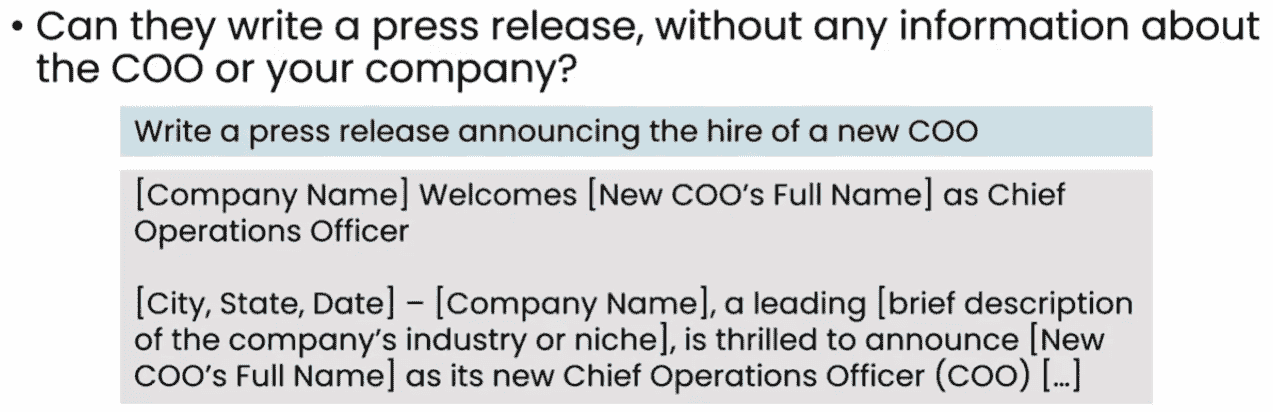 • Can they write a press release, without any information about
the COO or your company?
Write a press release announcing the hire of a new COO
[Company Name] Welcomes [New COO's Full Name] as Chief
Operations Officer
[City, State, Date] – [Company Name], a leading [brief description
of the company's industry or niche], is thrilled to announce [New
COO's Full Name] as its new Chief Operations Officer (COO) […]